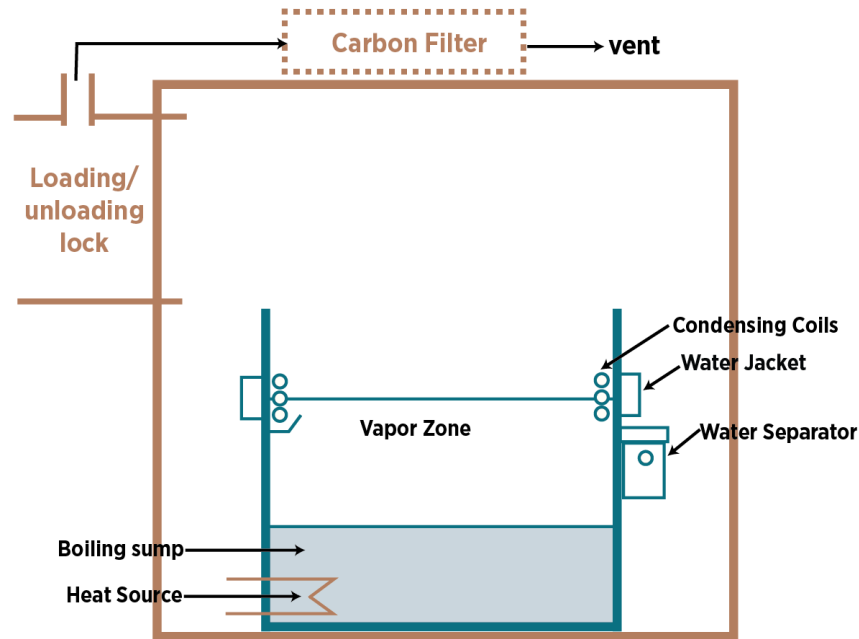 Carbon Filter
vent
Loading/
unloading
lock
Condensing Coils
Water Jacket
Vapor Zone
Water Separator
Boiling sump
Heat Source